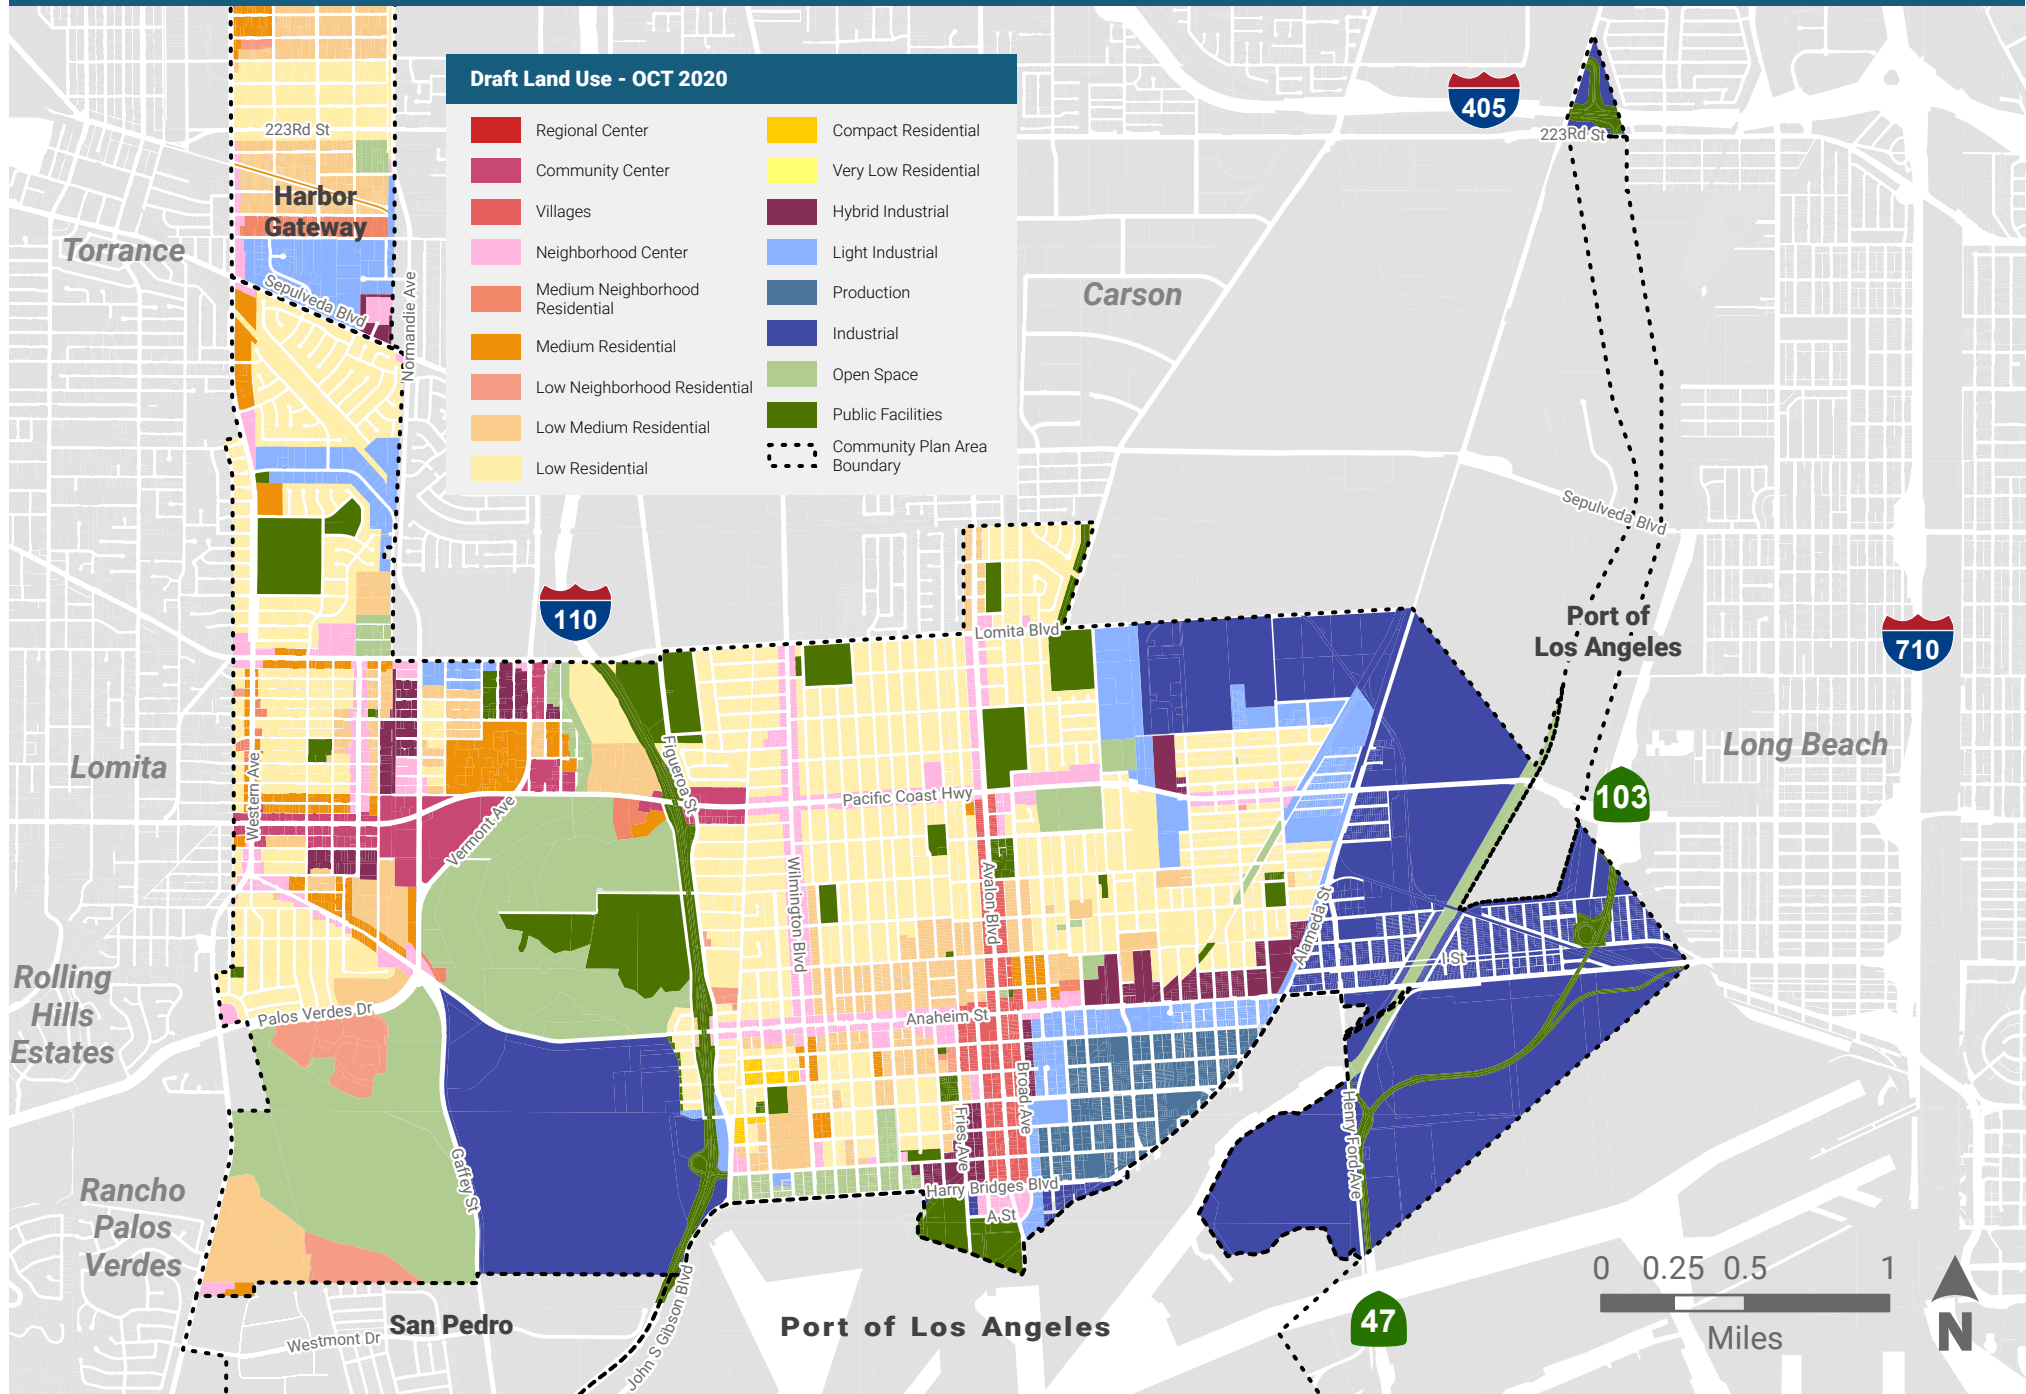 Draft Land Use - OCT 2020
Regional Center
Community Center
Villages
Neighborhood Center
Medium Neighborhood
Residential
Medium Residential
Low Neighborhood Residential
Low Medium Residential
Low Residential
Compact Residential
Very Low Residential
Hybrid Industrial
Light Industrial
Production
Industrial
Open Space
Public Facilities
Community Plan Area
Boundary
405
223Rd St
223Rd St
Harbor
Gateway
Torrance
Sepulveda Blvd
Normandie Ave
Carson
Sepulveda Blvd
110
Lomita Blvd
Port of
Los Angeles
710
Lomita
Western Ave
Figueroa St
Long Beach
Pacific Coast Hwy
103
Vermont Ave
Wilmington Blvd
Avalon Blvd
Alameda St
I St
Rolling
Hills
Estates
Palos Verdes Dr
Anaheim St
Broad Ave
Fries Ave
Henry Ford Ave
Gaffey St
Rancho
Palos
Verdes
Harry Bridges Blvd
A St
0 0.25 0.5 1
Miles
N
47
San Pedro
Westmont Dr
John S Gibson Blvd
Port of Los Angeles